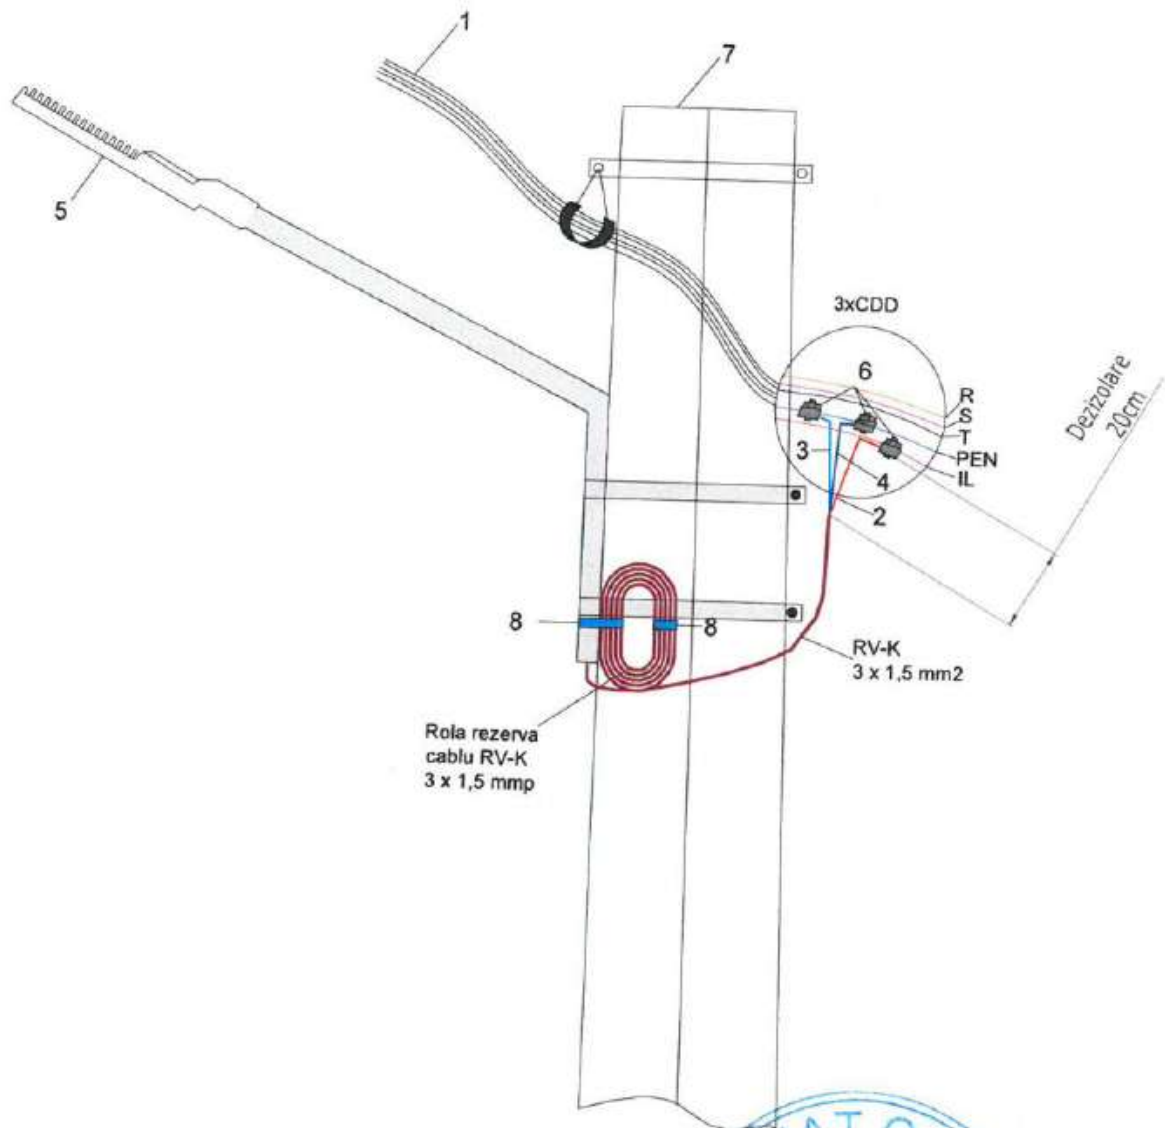 1
7
5
3xCDD
6
R
S
T
PEN
IL
3
4
2
Dezizolare
20cm
8
8
RV-K
3 x 1,5 mm2
Rola rezerva
cablu RV-K
3 x 1,5 mmp